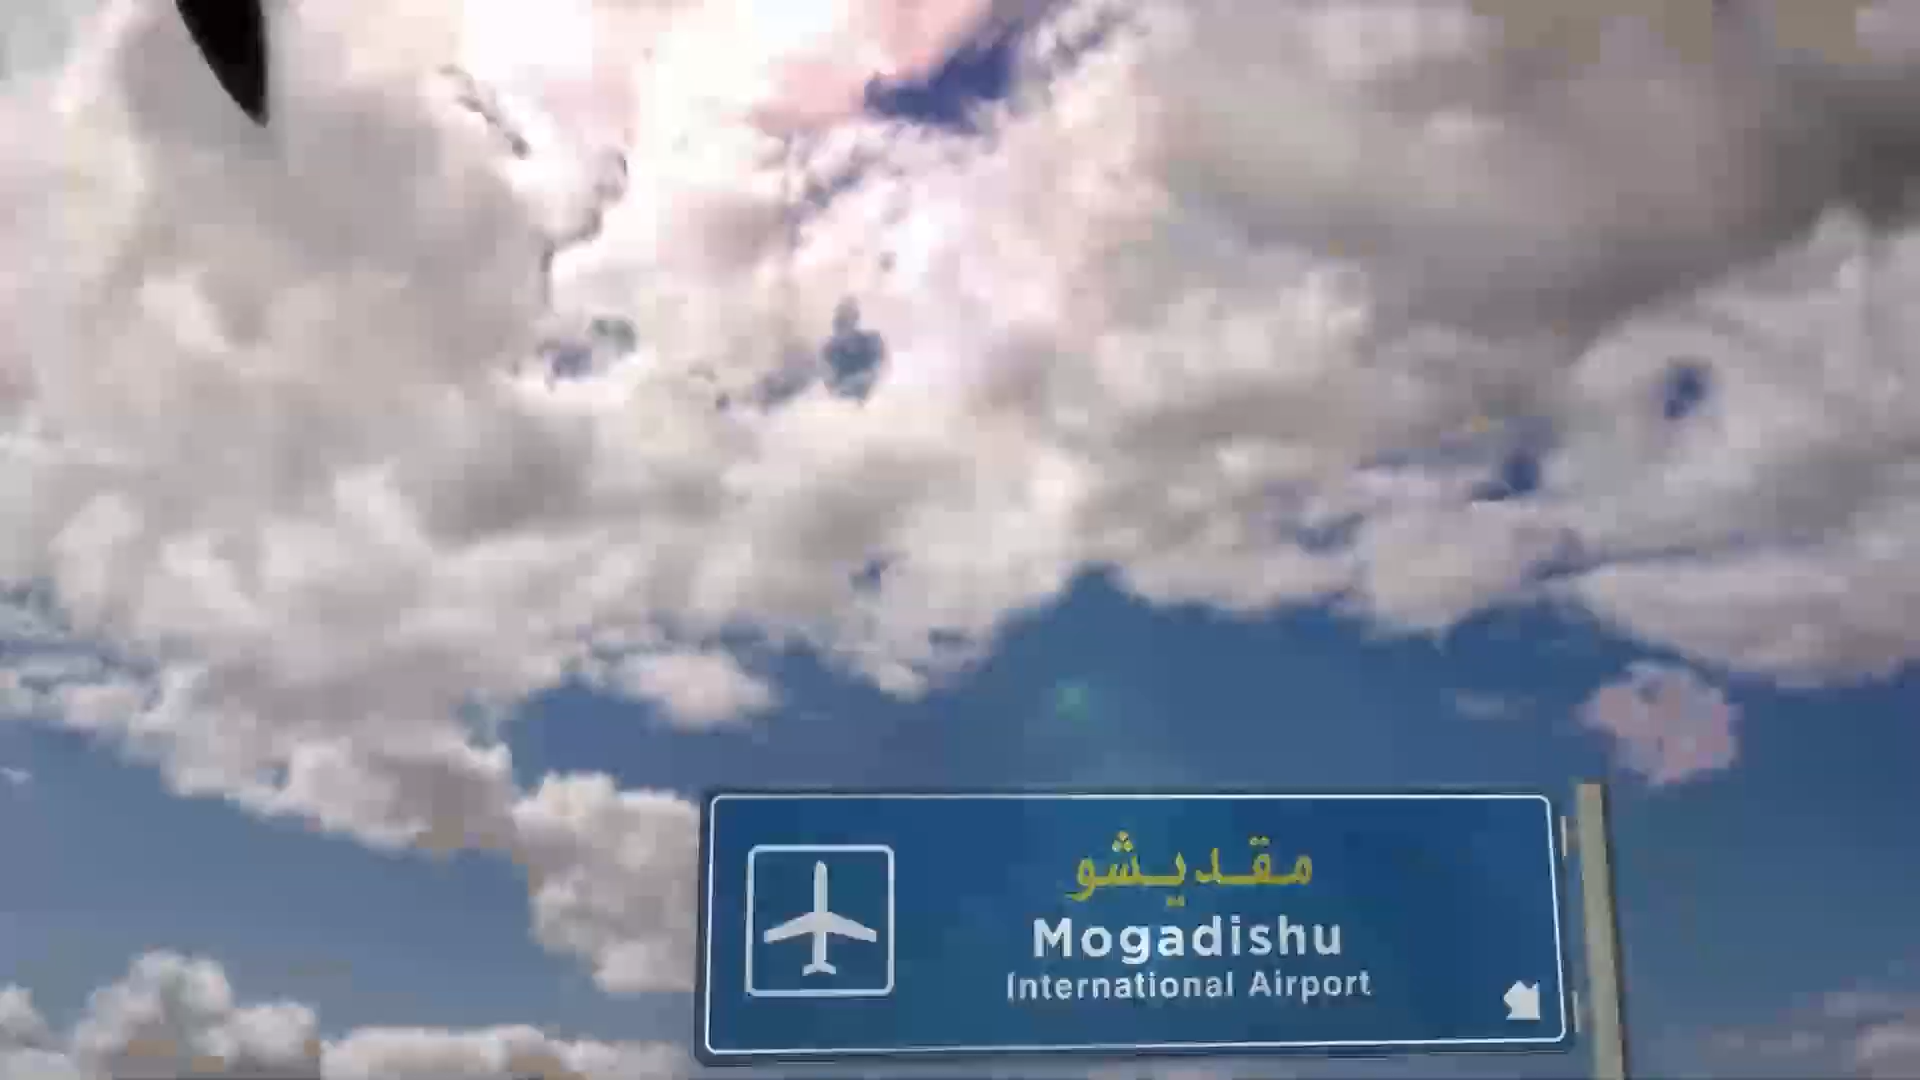 مقديشو
Mogadishu
International Airport